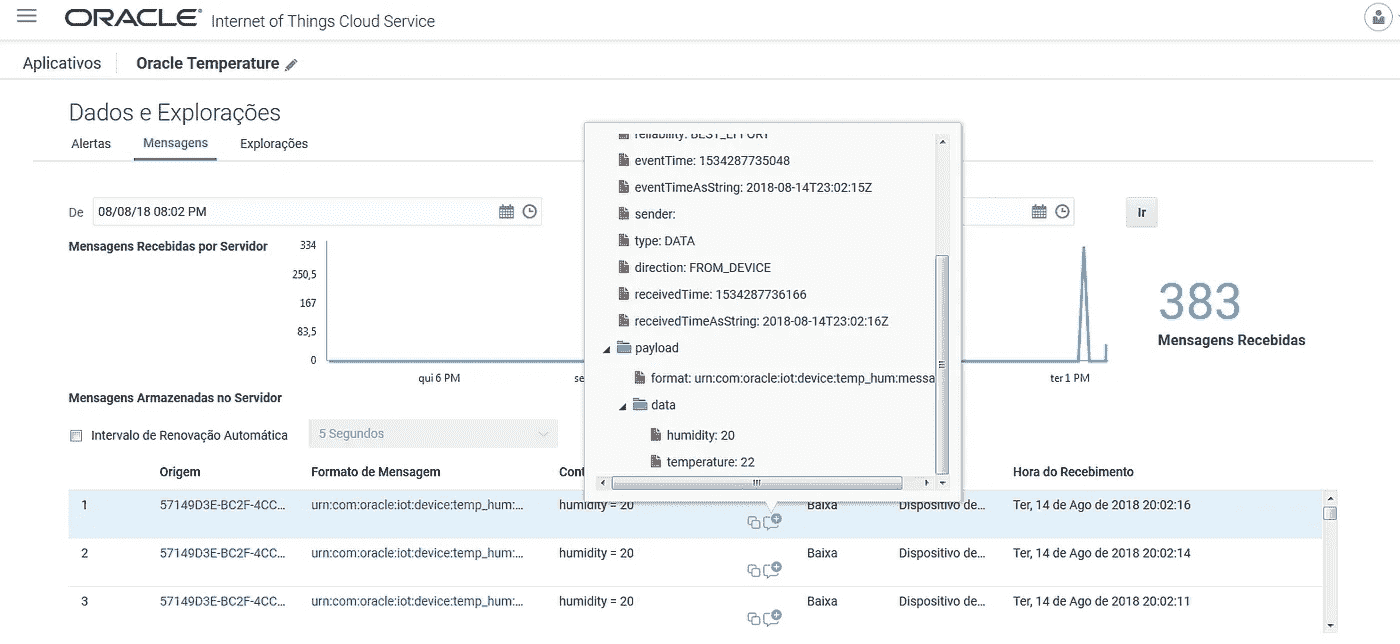 ORACLE® Internet of Things Cloud Service
Aplicativos Oracle Temperature
Dados e Explorações
Alertas Mensagens Explorações
reliability: BEST_EFFORT
eventTime: 1534287735048
eventTimeAsString: 2018-08-14T23:02:15Z
sender:
type: DATA
direction: FROM_DEVICE
receivedTime: 1534287736166
receivedTimeAsString: 2018-08-14T23:02:16Z
payload
format: urn:com:oracle:iot:device:temp_hum:messa
data
humidity: 20
temperature: 22
De 08/08/18 08:02 PM Ir
Mensagens Recebidas por Servidor
334
250,5
167
83,5
0
qui 6 PM se ter 1 PM
383
Mensagens Recebidas
Mensagens Armazenadas no Servidor
Intervalo de Renovação Automática 5 Segundos
Origem Formato de Mensagem Cont Hora do Recebimento
1 57149D3E-BC2F-4CC... urn:com:oracle:iot:device:temp_hum:... humidity = 20 Baixa Dispositivo de... Ter, 14 de Ago de 2018 20:02:16
2 57149D3E-BC2F-4CC... urn:com:oracle:iot:device:temp_hum:... humidity = 20 Baixa Dispositivo de... Ter, 14 de Ago de 2018 20:02:14
3 57149D3E-BC2F-4CC... urn:com:oracle:iot:device:temp_hum:... humidity = 20 Baixa Dispositivo de... Ter, 14 de Ago de 2018 20:02:11